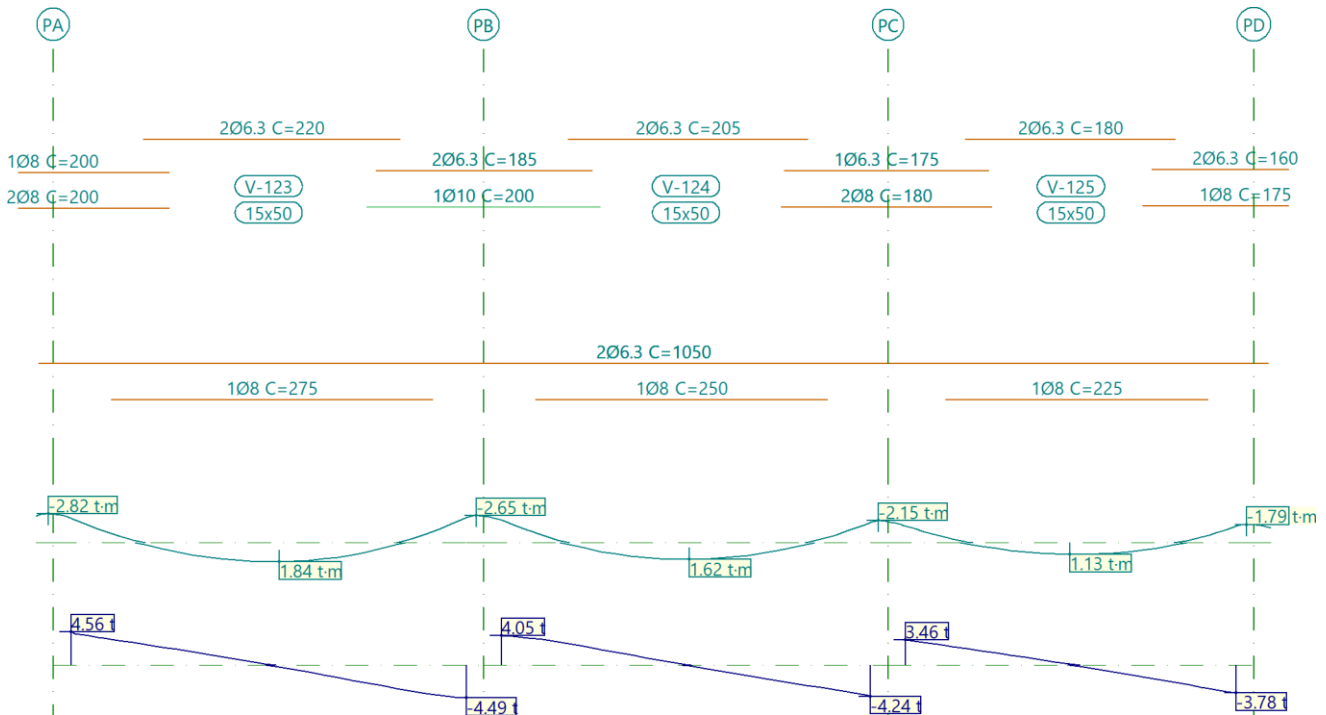 PA
PB
PC
PD
2Ø6.3 C=220
2Ø6.3 C=205
2Ø6.3 C=180
1Ø8 C=200
2Ø6.3 C=185
1Ø6.3 C=175
2Ø6.3 C=160
V-123
V-124
V-125
2Ø8 C=200
15x50
1Ø10 C=200
15x50
2Ø8 C=180
15x50
1Ø8 C=175
2Ø6.3 C=1050
1Ø8 C=275
1Ø8 C=250
1Ø8 C=225
-2.82 t·m
-2.65 t·m
-2.15 t·m
-1.79 t·m
1.84 t·m
1.62 t·m
1.13 t·m
4.56 t
4.05 t
3.46 t
-4.49 t
-4.24 t
-3.78 t